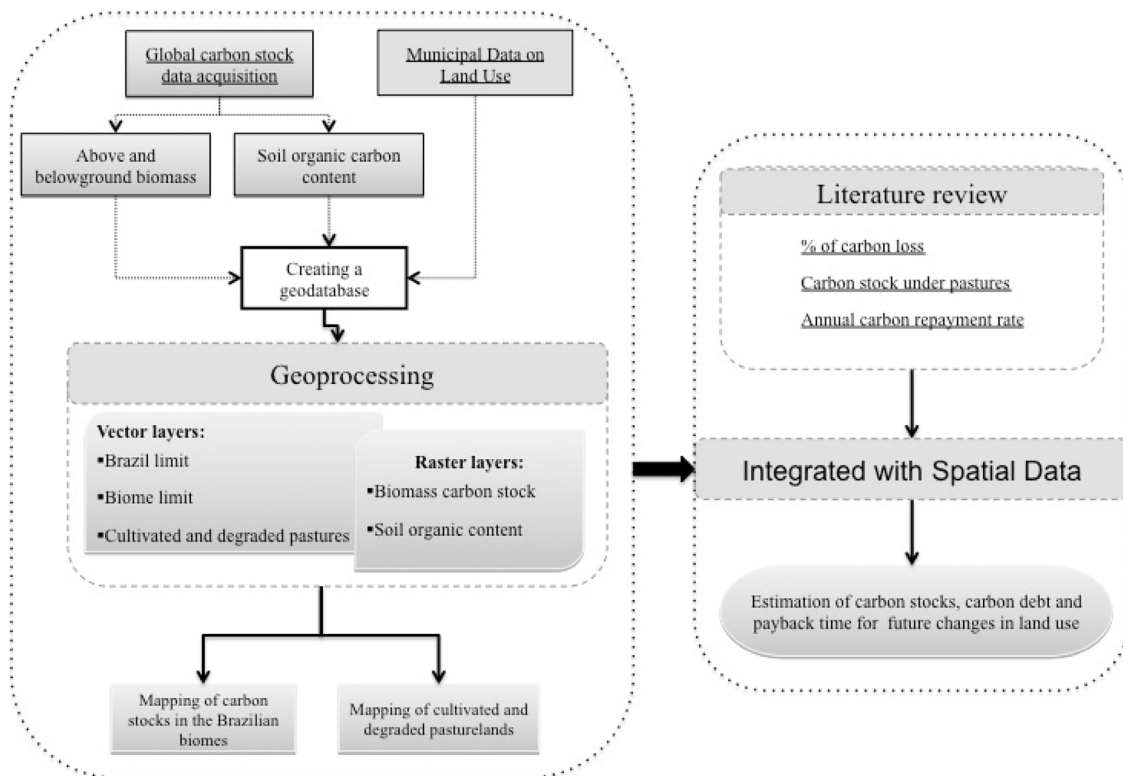 Global carbon stock
data acquisition
Municipal Data on
Land Use
Above and
belowground biomass
Soil organic carbon
content
Creating a
geodatabase
Geoprocessing
Vector layers:
▪Brazil limit
▪Biome limit
▪Cultivated and degraded pastures
Raster layers:
▪Biomass carbon stock
▪Soil organic content
Mapping of carbon
stocks in the Brazilian
biomes
Mapping of cultivated and
degraded pasturelands
Literature review
% of carbon loss
Carbon stock under pastures
Annual carbon repayment rate
Integrated with Spatial Data
Estimation of carbon stocks, carbon debt and
payback time for future changes in land use